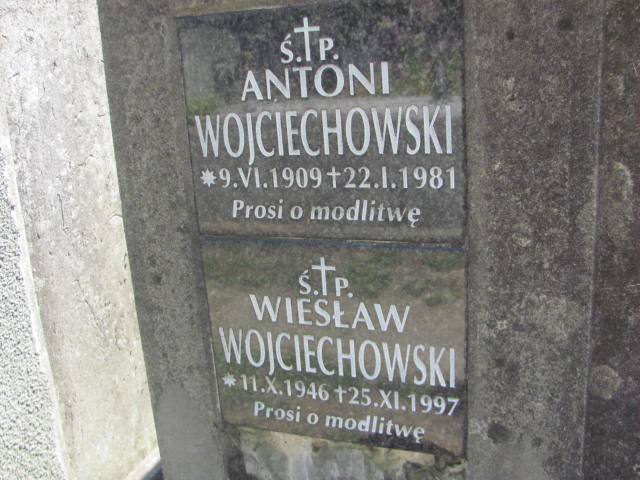 Ś.†P.
ANTONI
WOJCIECHOWSKI
*9.VI.1909 †22.I.1981
Prosi o modlitwę
Ś.†P.
WIESŁAW
WOJCIECHOWSKI
*11.X.1946 †25.XI.1997
Prosi o modlitwę